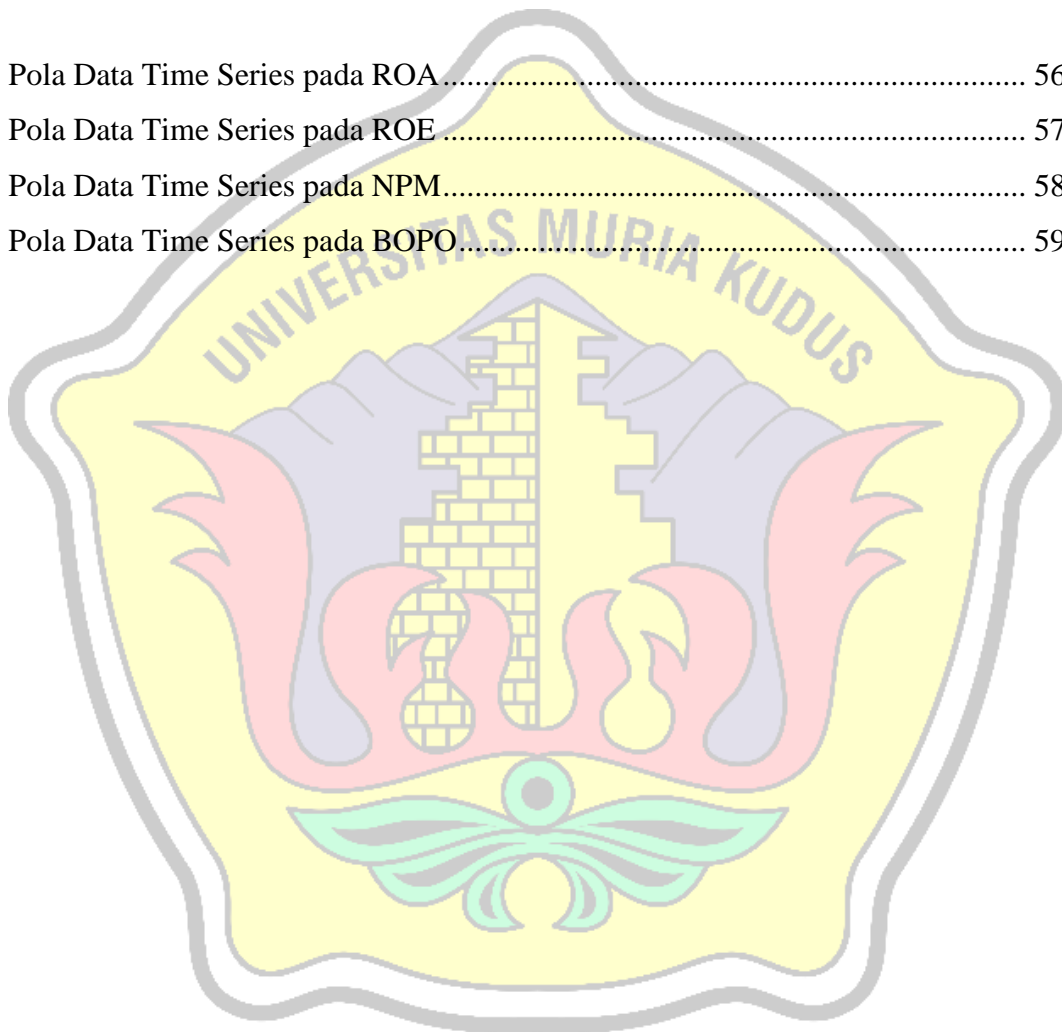 Pola Data Time Series pada ROA........................................................................... 56
Pola Data Time Series pada ROE ........................................................................... 57
Pola Data Time Series pada NPM........................................................................... 58
Pola Data Time Series pada BOPO......................................................................... 59
UNIVERSITAS MURIA KUDUS